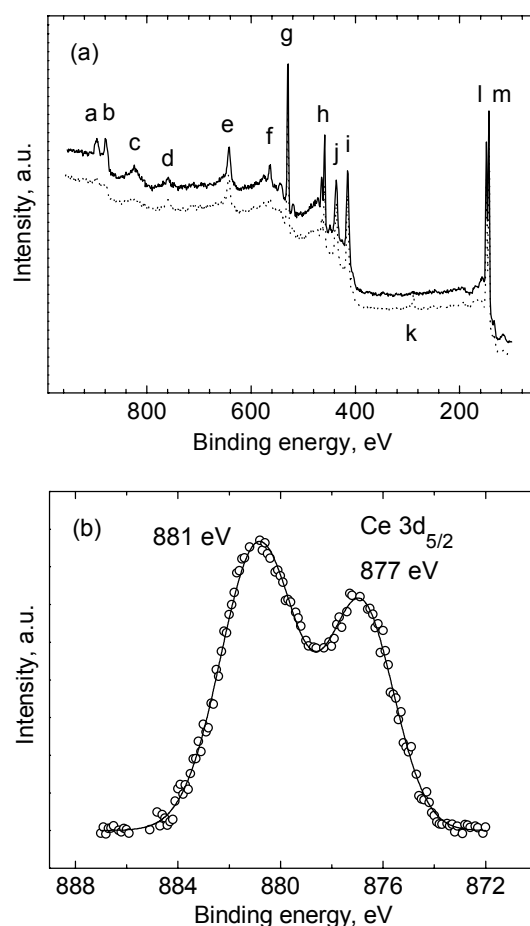 (a)
g
a b c d e f h j i l m
k
Intensity, a.u.
800 600 400 200
Binding energy, eV
(b)
881 eV
Ce 3d5/2
877 eV
Intensity, a.u.
888 884 880 876 872
Binding energy, eV